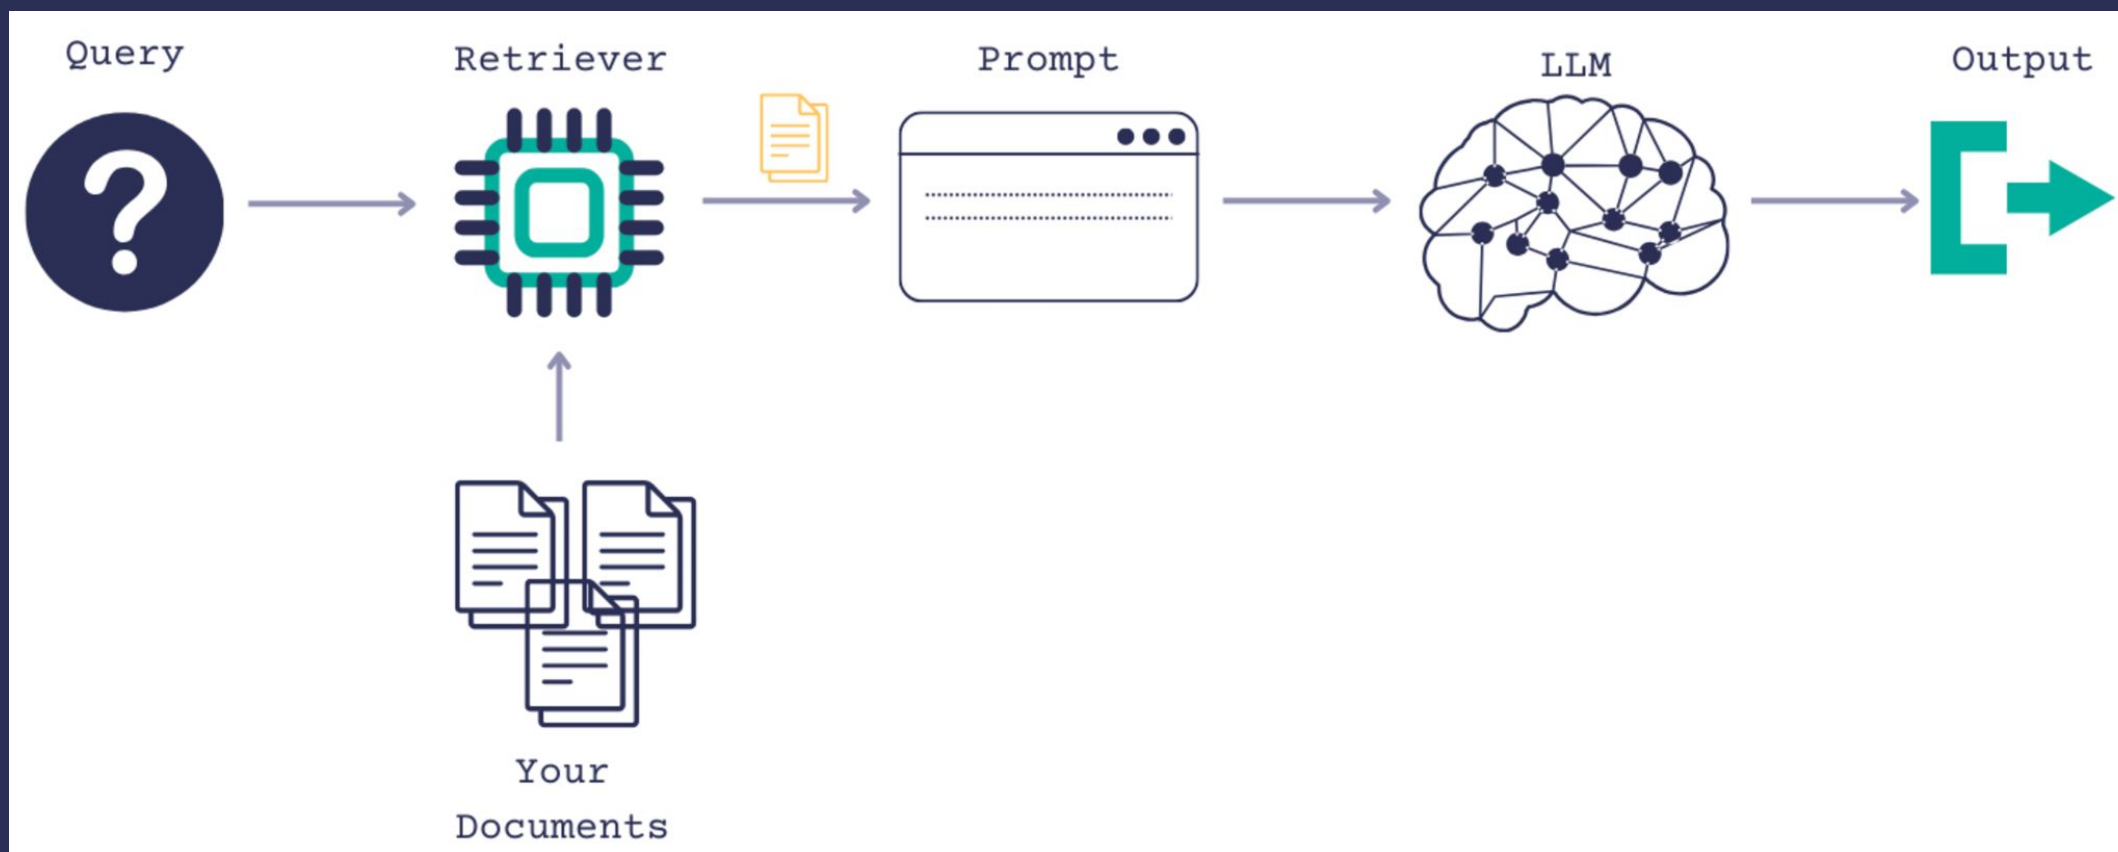 Query
Retriever
Prompt
LLM
Output
Your
Documents